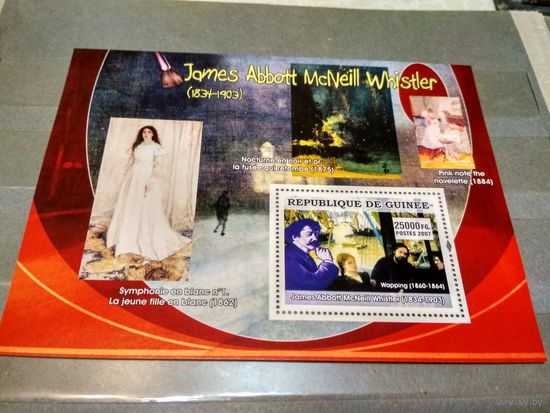 James Abbott McNeill Whistler
(1834-1903)
Nocturne en noir et or:
la fusée qui retombe (1875)
Pink note the
novelette (1884)
REPUBLIQUE DE GUINEE
25000FG.
POSTES 2007
Wapping (1860-1864)
James Abbott McNeill Whistler (1834-1903)
Symphonie en blanc n°1.
La jeune fille en blanc (1862)